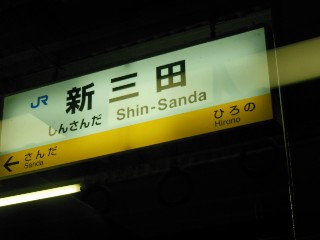 JR 新三田
しんさんだ Shin-Sanda
ひろの
Hirono
← さんだ
Sanda